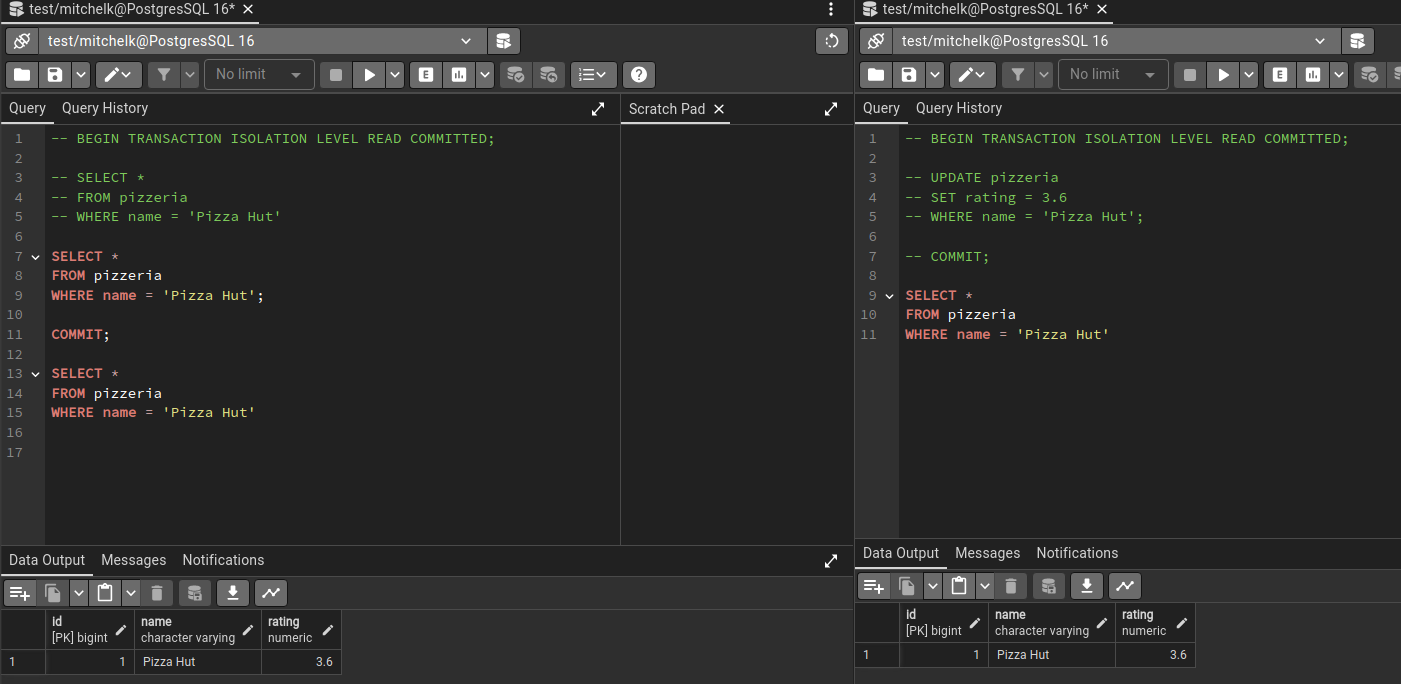 test/mitchelk@PostgresSQL 16*
test/mitchelk@PostgresSQL 16
No limit
E
Query Query History
Scratch Pad
1 -- BEGIN TRANSACTION ISOLATION LEVEL READ COMMITTED;
2
3 -- SELECT *
4 -- FROM pizzeria
5 -- WHERE name = 'Pizza Hut'
6
7 SELECT *
8 FROM pizzeria
9 WHERE name = 'Pizza Hut';
10
11 COMMIT;
12
13 SELECT *
14 FROM pizzeria
15 WHERE name = 'Pizza Hut'
16
17
Data Output Messages Notifications
id name rating
[PK] bigint character varying numeric
1 1 Pizza Hut 3.6
test/mitchelk@PostgresSQL 16*
test/mitchelk@PostgresSQL 16
No limit
E
Query Query History
1 -- BEGIN TRANSACTION ISOLATION LEVEL READ COMMITTED;
2
3 -- UPDATE pizzeria
4 -- SET rating = 3.6
5 -- WHERE name = 'Pizza Hut';
6
7 -- COMMIT;
8
9 SELECT *
10 FROM pizzeria
11 WHERE name = 'Pizza Hut'
Data Output Messages Notifications
id name rating
[PK] bigint character varying numeric
1 1 Pizza Hut 3.6